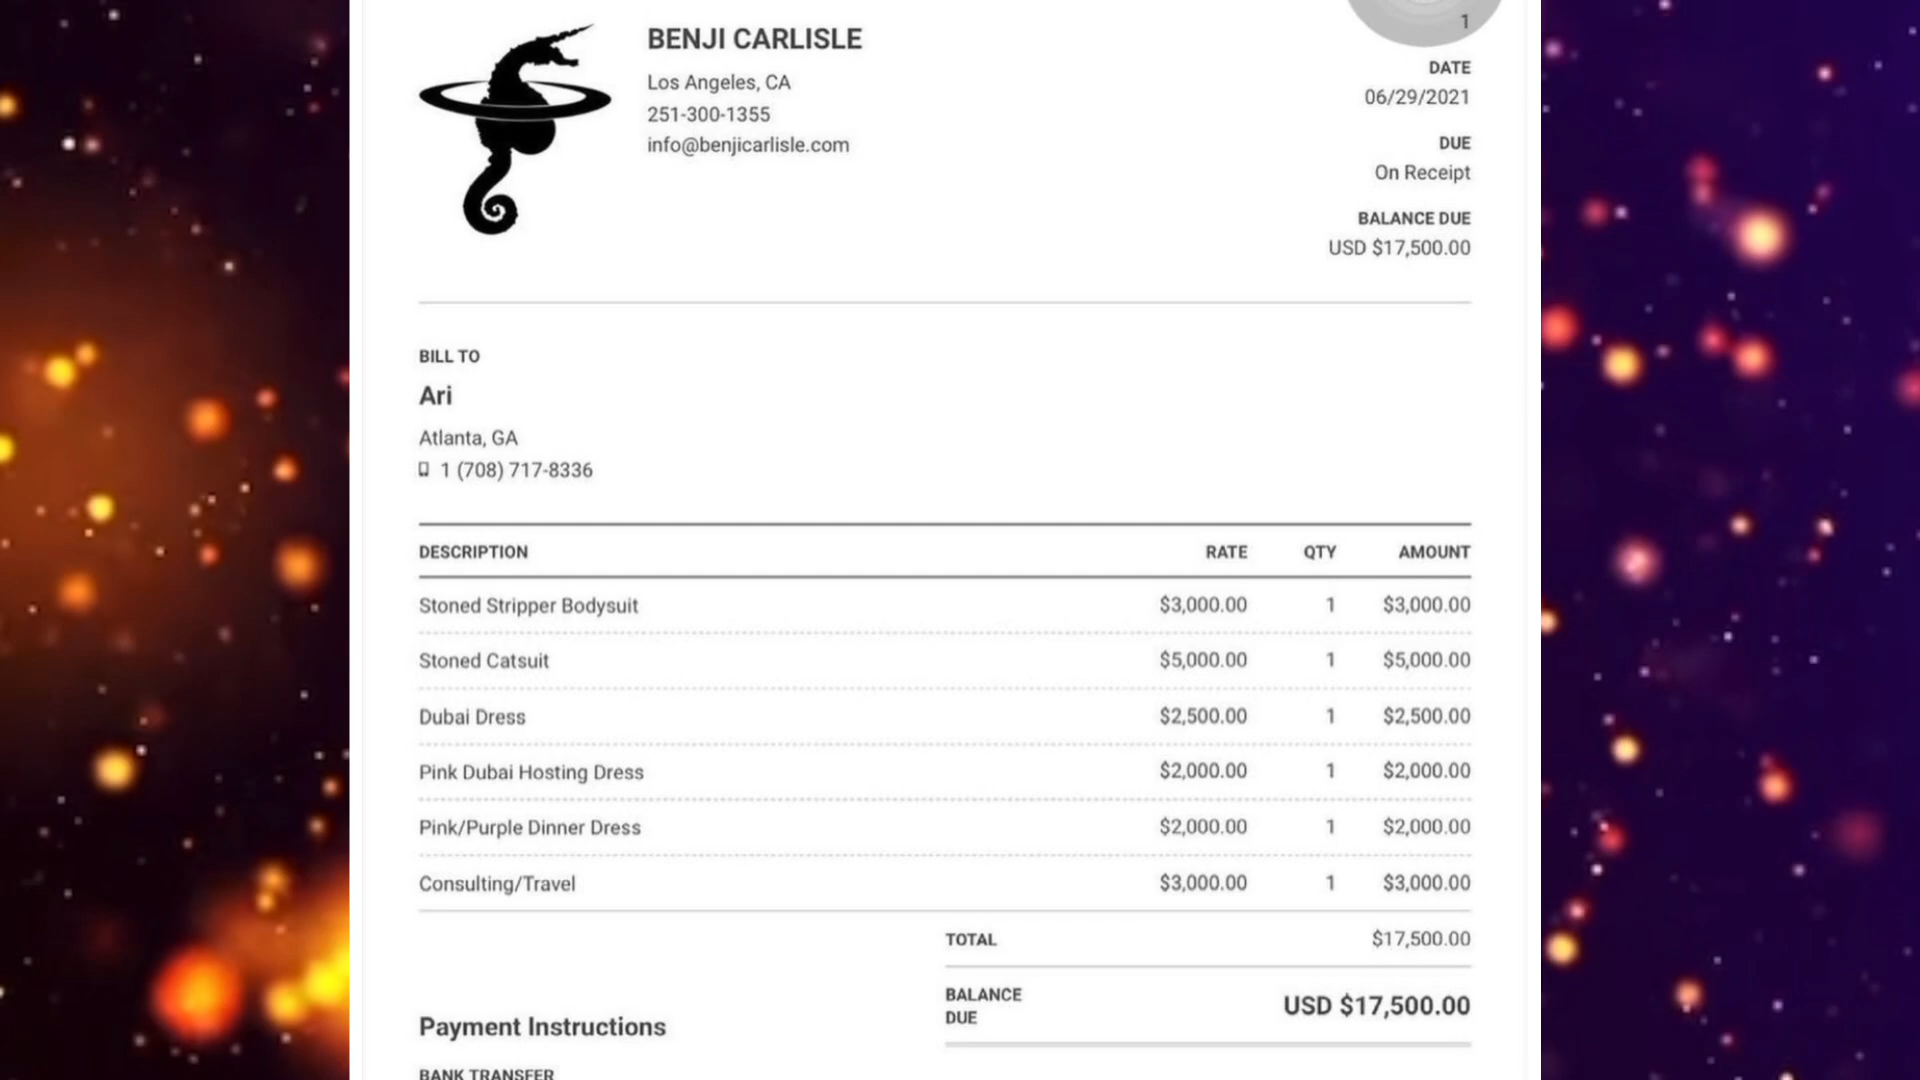 1
BENJI CARLISLE
Los Angeles, CA
251-300-1355
info@benjicarlisle.com
DATE
06/29/2021
DUE
On Receipt
BALANCE DUE
USD $17,500.00
BILL TO
Ari
Atlanta, GA
1 (708) 717-8336
DESCRIPTION RATE QTY AMOUNT
Stoned Stripper Bodysuit $3,000.00 1 $3,000.00
Stoned Catsuit $5,000.00 1 $5,000.00
Dubai Dress $2,500.00 1 $2,500.00
Pink Dubai Hosting Dress $2,000.00 1 $2,000.00
Pink/Purple Dinner Dress $2,000.00 1 $2,000.00
Consulting/Travel $3,000.00 1 $3,000.00
TOTAL $17,500.00
BALANCE DUE USD $17,500.00
Payment Instructions
BANK TRANSFER